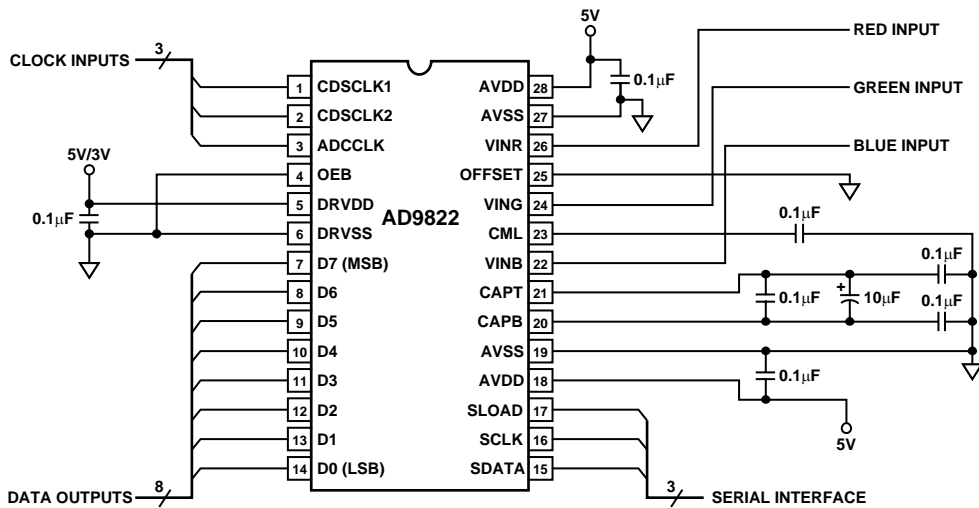 5V
3
CLOCK INPUTS
RED INPUT
0.1μF
1 CDSCLK1
AVDD 28
GREEN INPUT
2 CDSCLK2
AVSS 27
3 ADCCLK
VINR 26
BLUE INPUT
5V/3V
4 OEB
OFFSET 25
5 DRVDD
VING 24
AD9822
0.1μF
0.1μF
6 DRVSS
CML 23
7 D7 (MSB)
VINB 22
0.1μF
8 D6
CAPT 21
0.1μF
+
10μF
0.1μF
9 D5
CAPB 20
10 D4
AVSS 19
11 D3
AVDD 18
0.1μF
12 D2
SLOAD 17
13 D1
SCLK 16
5V
14 D0 (LSB)
SDATA 15
8
DATA OUTPUTS
3
SERIAL INTERFACE